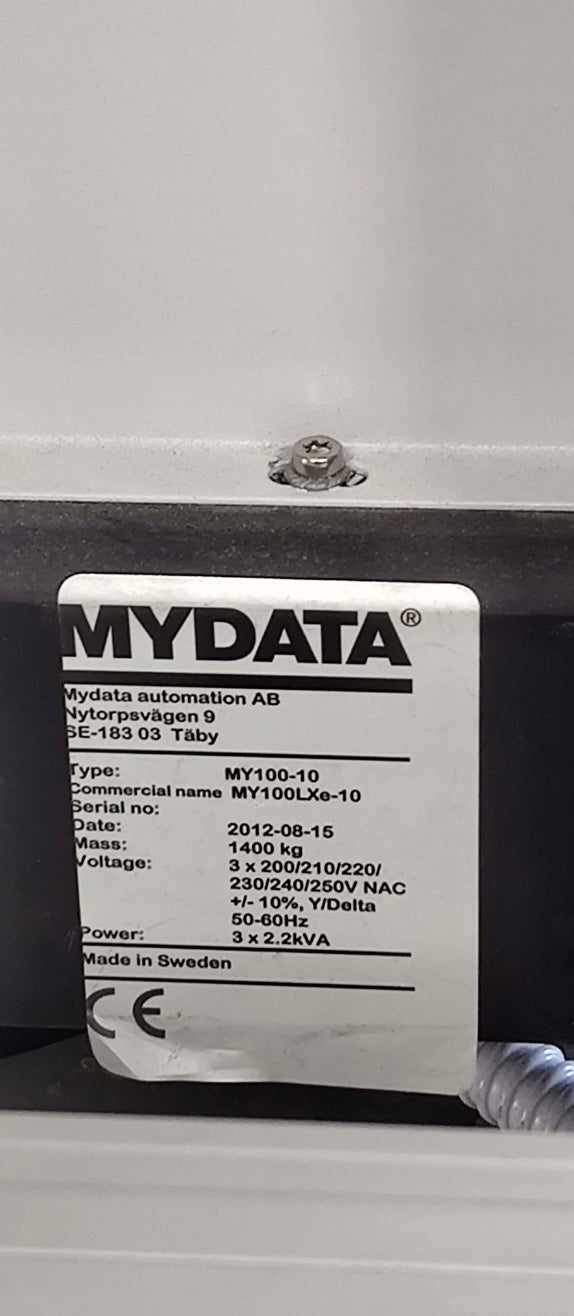 MYDATA®
Mydata automation AB
Nytorpsvägen 9
SE-183 03 Täby
Type: MY100-10
Commercial name MY100LXe-10
Serial no:
Date: 2012-08-15
Mass: 1400 kg
Voltage: 3 x 200/210/220/
230/240/250V NAC
+/- 10%, Y/Delta
50-60Hz
Power: 3 x 2.2kVA
Made in Sweden
CE